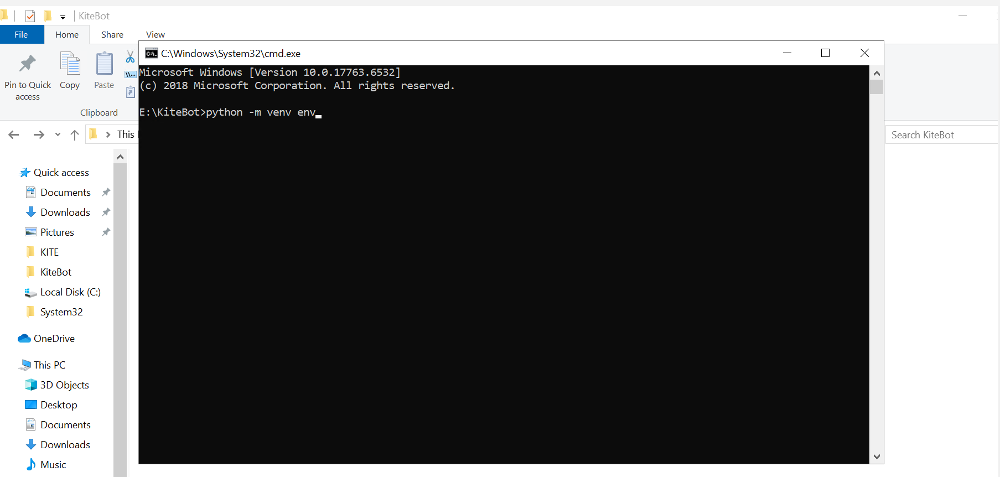 KiteBot
File Home Share View
C:\Windows\System32\cmd.exe
Microsoft Windows [Version 10.0.17763.6532]
(c) 2018 Microsoft Corporation. All rights reserved.
E:\KiteBot>python -m venv env
Pin to Quick
access
Copy
Paste
Clipboard
This
Search KiteBot
Quick access
Documents
Downloads
Pictures
KITE
KiteBot
Local Disk (C:)
System32
OneDrive
This PC
3D Objects
Desktop
Documents
Downloads
Music